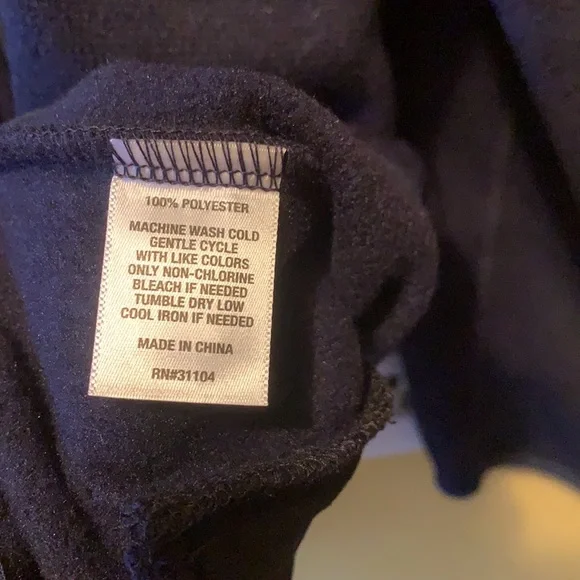 100% POLYESTER
MACHINE WASH COLD
GENTLE CYCLE
WITH LIKE COLORS
ONLY NON-CHLORINE
BLEACH IF NEEDED
TUMBLE DRY LOW
COOL IRON IF NEEDED
MADE IN CHINA
RN#31104